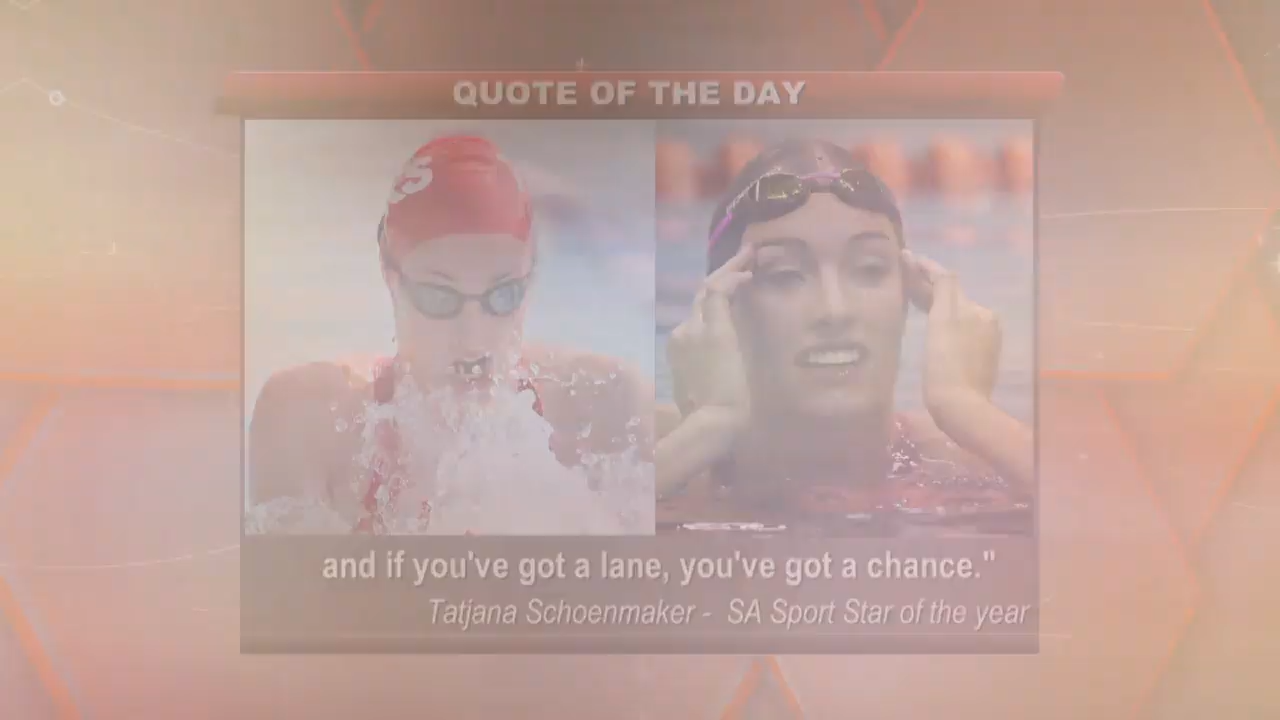 QUOTE OF THE DAY
and if you've got a lane, you've got a chance."
Tatjana Schoenmaker - SA Sport Star of the year